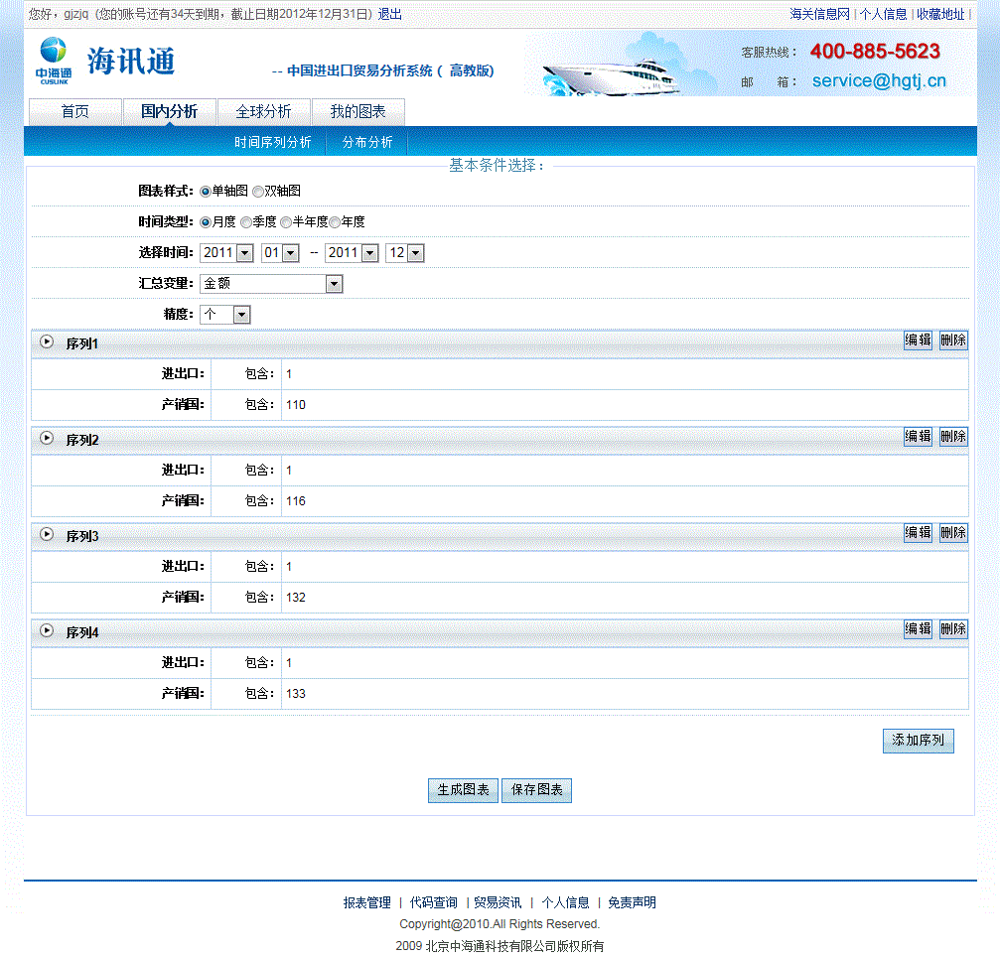 您好，gjzjq（您的账号还有34天到期，截止日期2012年12月31日）退出 海关信息网 | 个人信息 | 收藏地址 |
中海通 CUSLINK 海讯通 -- 中国进出口贸易分析系统（ 高教版） 客服热线： 400-885-5623
邮 箱： service@hgtj.cn
首页 国内分析 全球分析 我的图表
时间序列分析 分布分析
基本条件选择：
图表样式： 单轴图 双轴图
时间类型： 月度 季度 半年度 年度
选择时间： 2011 01 -- 2011 12
汇总变量： 金额
精度： 个
序列1 编辑 删除
进出口： 包含： 1
产销国： 包含： 110
序列2 编辑 删除
进出口： 包含： 1
产销国： 包含： 116
序列3 编辑 删除
进出口： 包含： 1
产销国： 包含： 132
序列4 编辑 删除
进出口： 包含： 1
产销国： 包含： 133
添加序列
生成图表 保存图表
报表管理 | 代码查询 | 贸易资讯 | 个人信息 | 免责声明
Copyright@2010.All Rights Reserved.
2009 北京中海通科技有限公司版权所有